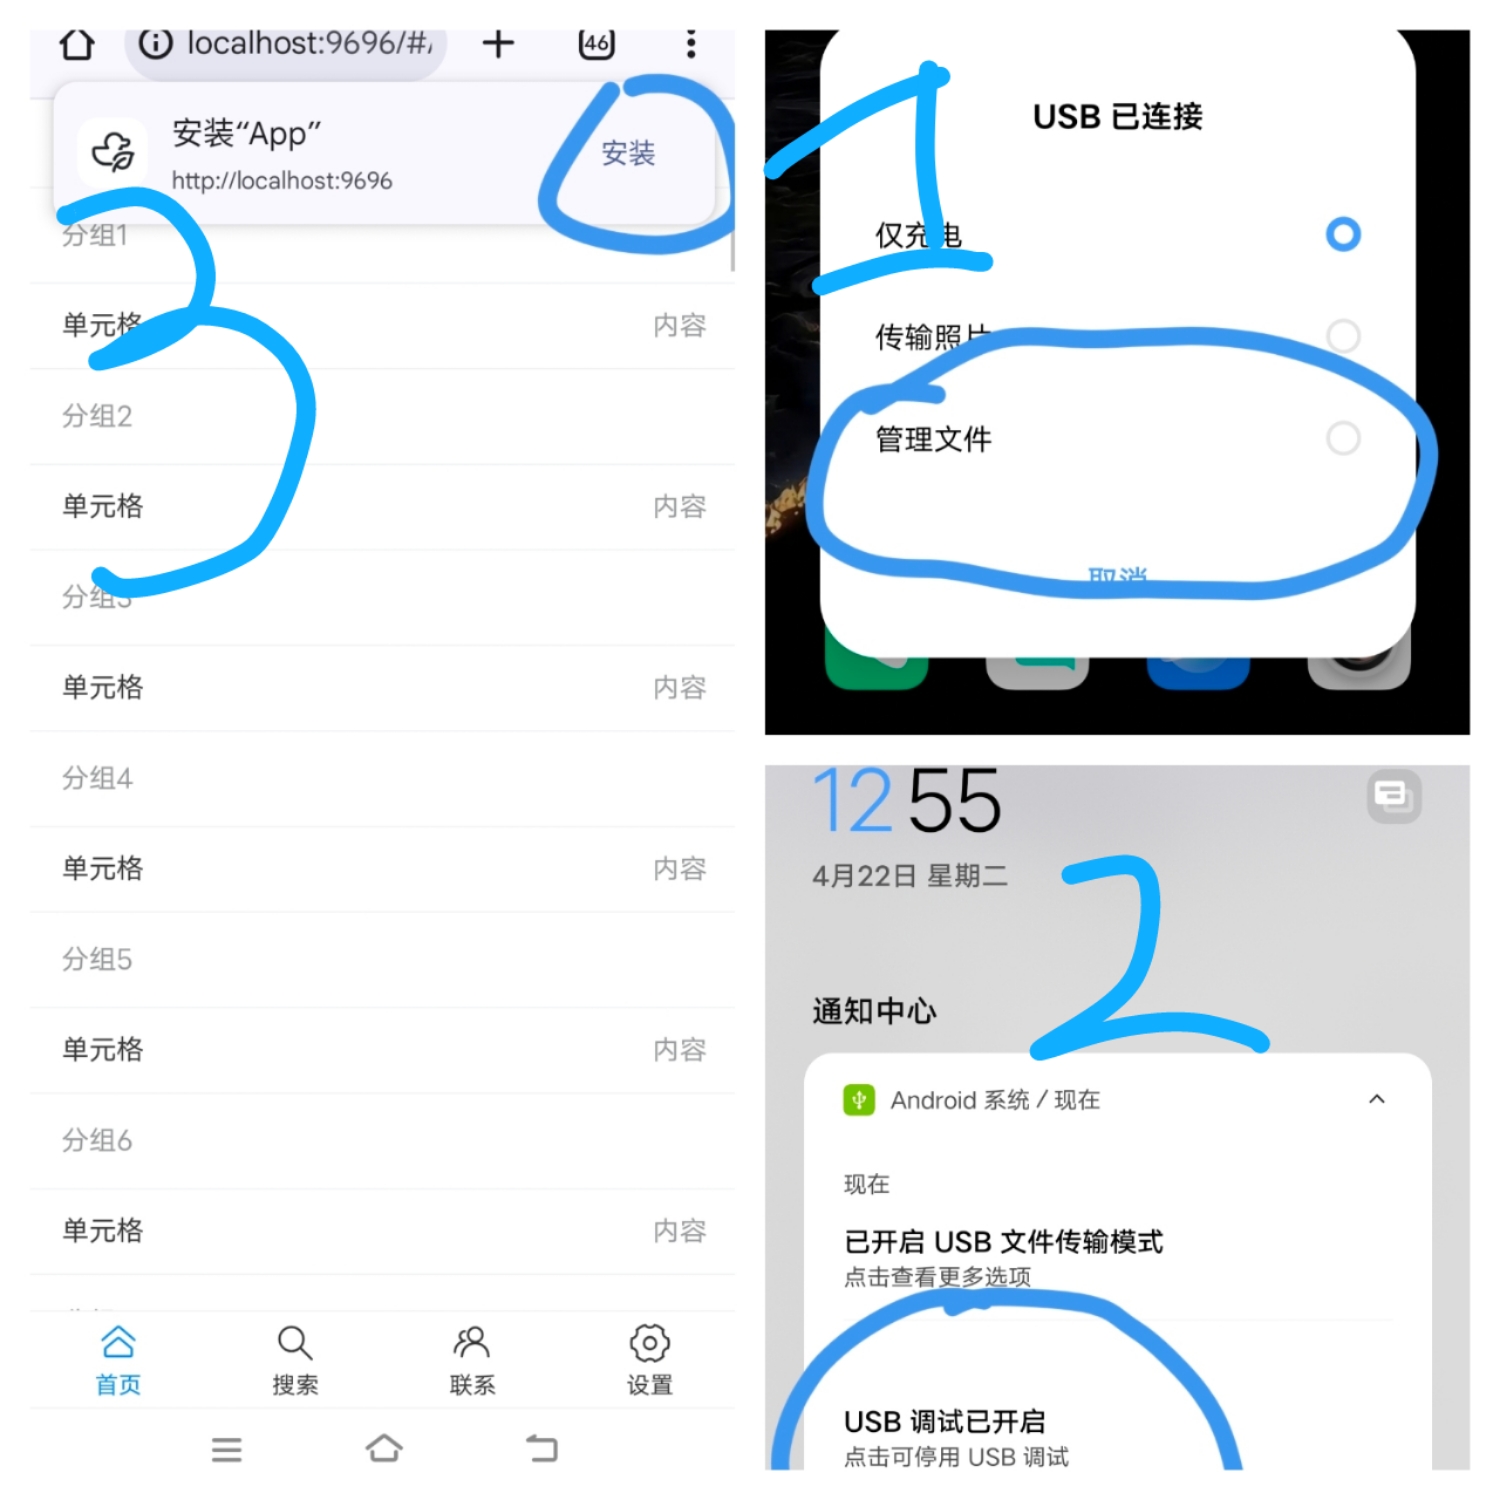 localhost:9696/#/
46
安装“App”
http://localhost:9696
安装
3
分组1
单元格
内容
分组2
单元格
内容
分组3
单元格
内容
分组4
单元格
内容
分组5
单元格
内容
分组6
单元格
内容
首页
搜索
联系
设置
1
USB 已连接
仅充电
传输照片
管理文件
取消
12 55
4月22日 星期二
2
通知中心
Android 系统 / 现在
现在
已开启 USB 文件传输模式
点击查看更多选项
USB 调试已开启
点击可停用 USB 调试